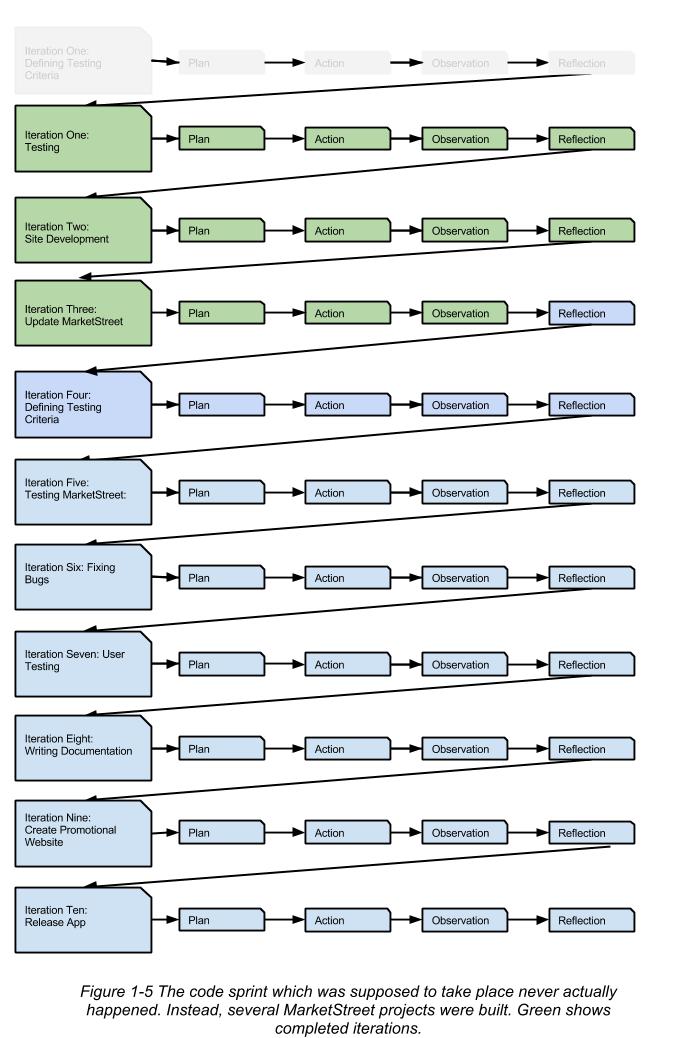 Iteration One:
Defining Testing
Criteria
Plan
Action
Observation
Reflection
Iteration One:
Testing
Plan
Action
Observation
Reflection
Iteration Two:
Site Development
Plan
Action
Observation
Reflection
Iteration Three:
Update MarketStreet
Plan
Action
Observation
Reflection
Iteration Four:
Defining Testing
Criteria
Plan
Action
Observation
Reflection
Iteration Five:
Testing MarketStreet:
Plan
Action
Observation
Reflection
Iteration Six: Fixing
Bugs
Plan
Action
Observation
Reflection
Iteration Seven: User
Testing
Plan
Action
Observation
Reflection
Iteration Eight:
Writing Documentation
Plan
Action
Observation
Reflection
Iteration Nine:
Create Promotional
Website
Plan
Action
Observation
Reflection
Iteration Ten:
Release App
Plan
Action
Observation
Reflection
Figure 1-5 The code sprint which was supposed to take place never actually
happened. Instead, several MarketStreet projects were built. Green shows
completed iterations.